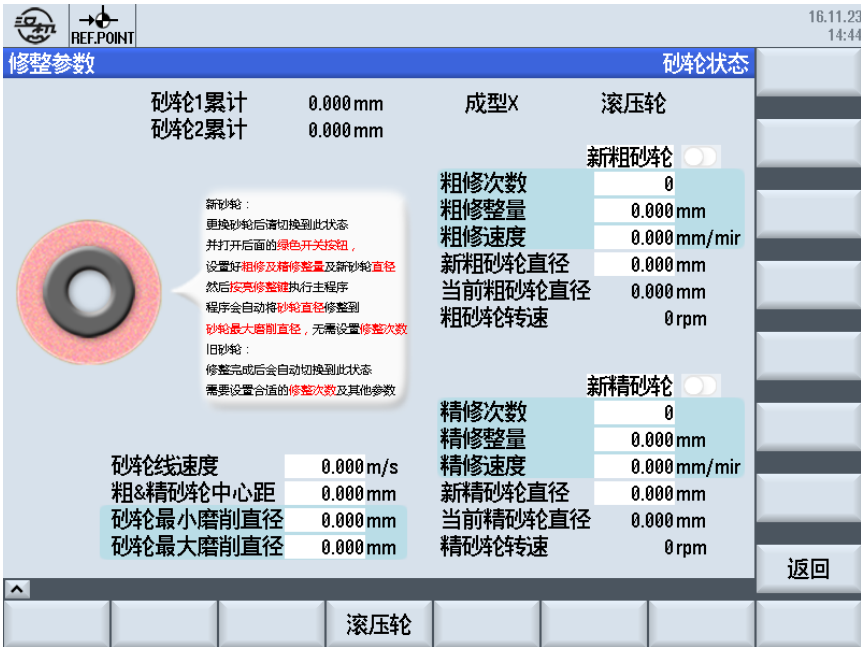 汉机
REF.POINT
16.11.23
14:44
修整参数
砂轮状态
砂轮1累计 0.000mm 成型X 滚压轮
砂轮2累计 0.000mm
新粗砂轮
粗修次数 0
粗修整量 0.000mm
粗修速度 0.000mm/mir
新粗砂轮直径 0.000mm
当前粗砂轮直径 0.000mm
粗砂轮转速 0rpm
新砂轮：
更换砂轮后请切换到此状态
并打开后面的绿色开关按钮，
设置好粗修及精修整量及新砂轮直径
然后按亮修整键执行主程序
程序会自动将砂轮直径修整到
砂轮最大磨削直径，无需设置修整次数
旧砂轮：
修整完成后会自动切换到此状态
需要设置合适的修整次数及其他参数
新精砂轮
精修次数 0
精修整量 0.000mm
精修速度 0.000mm/mir
新精砂轮直径 0.000mm
当前精砂轮直径 0.000mm
精砂轮转速 0rpm
砂轮线速度 0.000m/s
粗&精砂轮中心距 0.000mm
砂轮最小磨削直径 0.000mm
砂轮最大磨削直径 0.000mm
返回
滚压轮